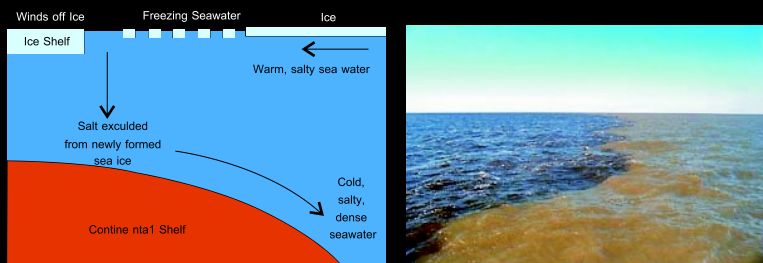 Winds off Ice
Freezing Seawater
Ice
Ice Shelf
Warm, salty sea water
Salt exculded
from newly formed
sea ice
Cold,
salty,
dense
seawater
Contine nta1 Shelf